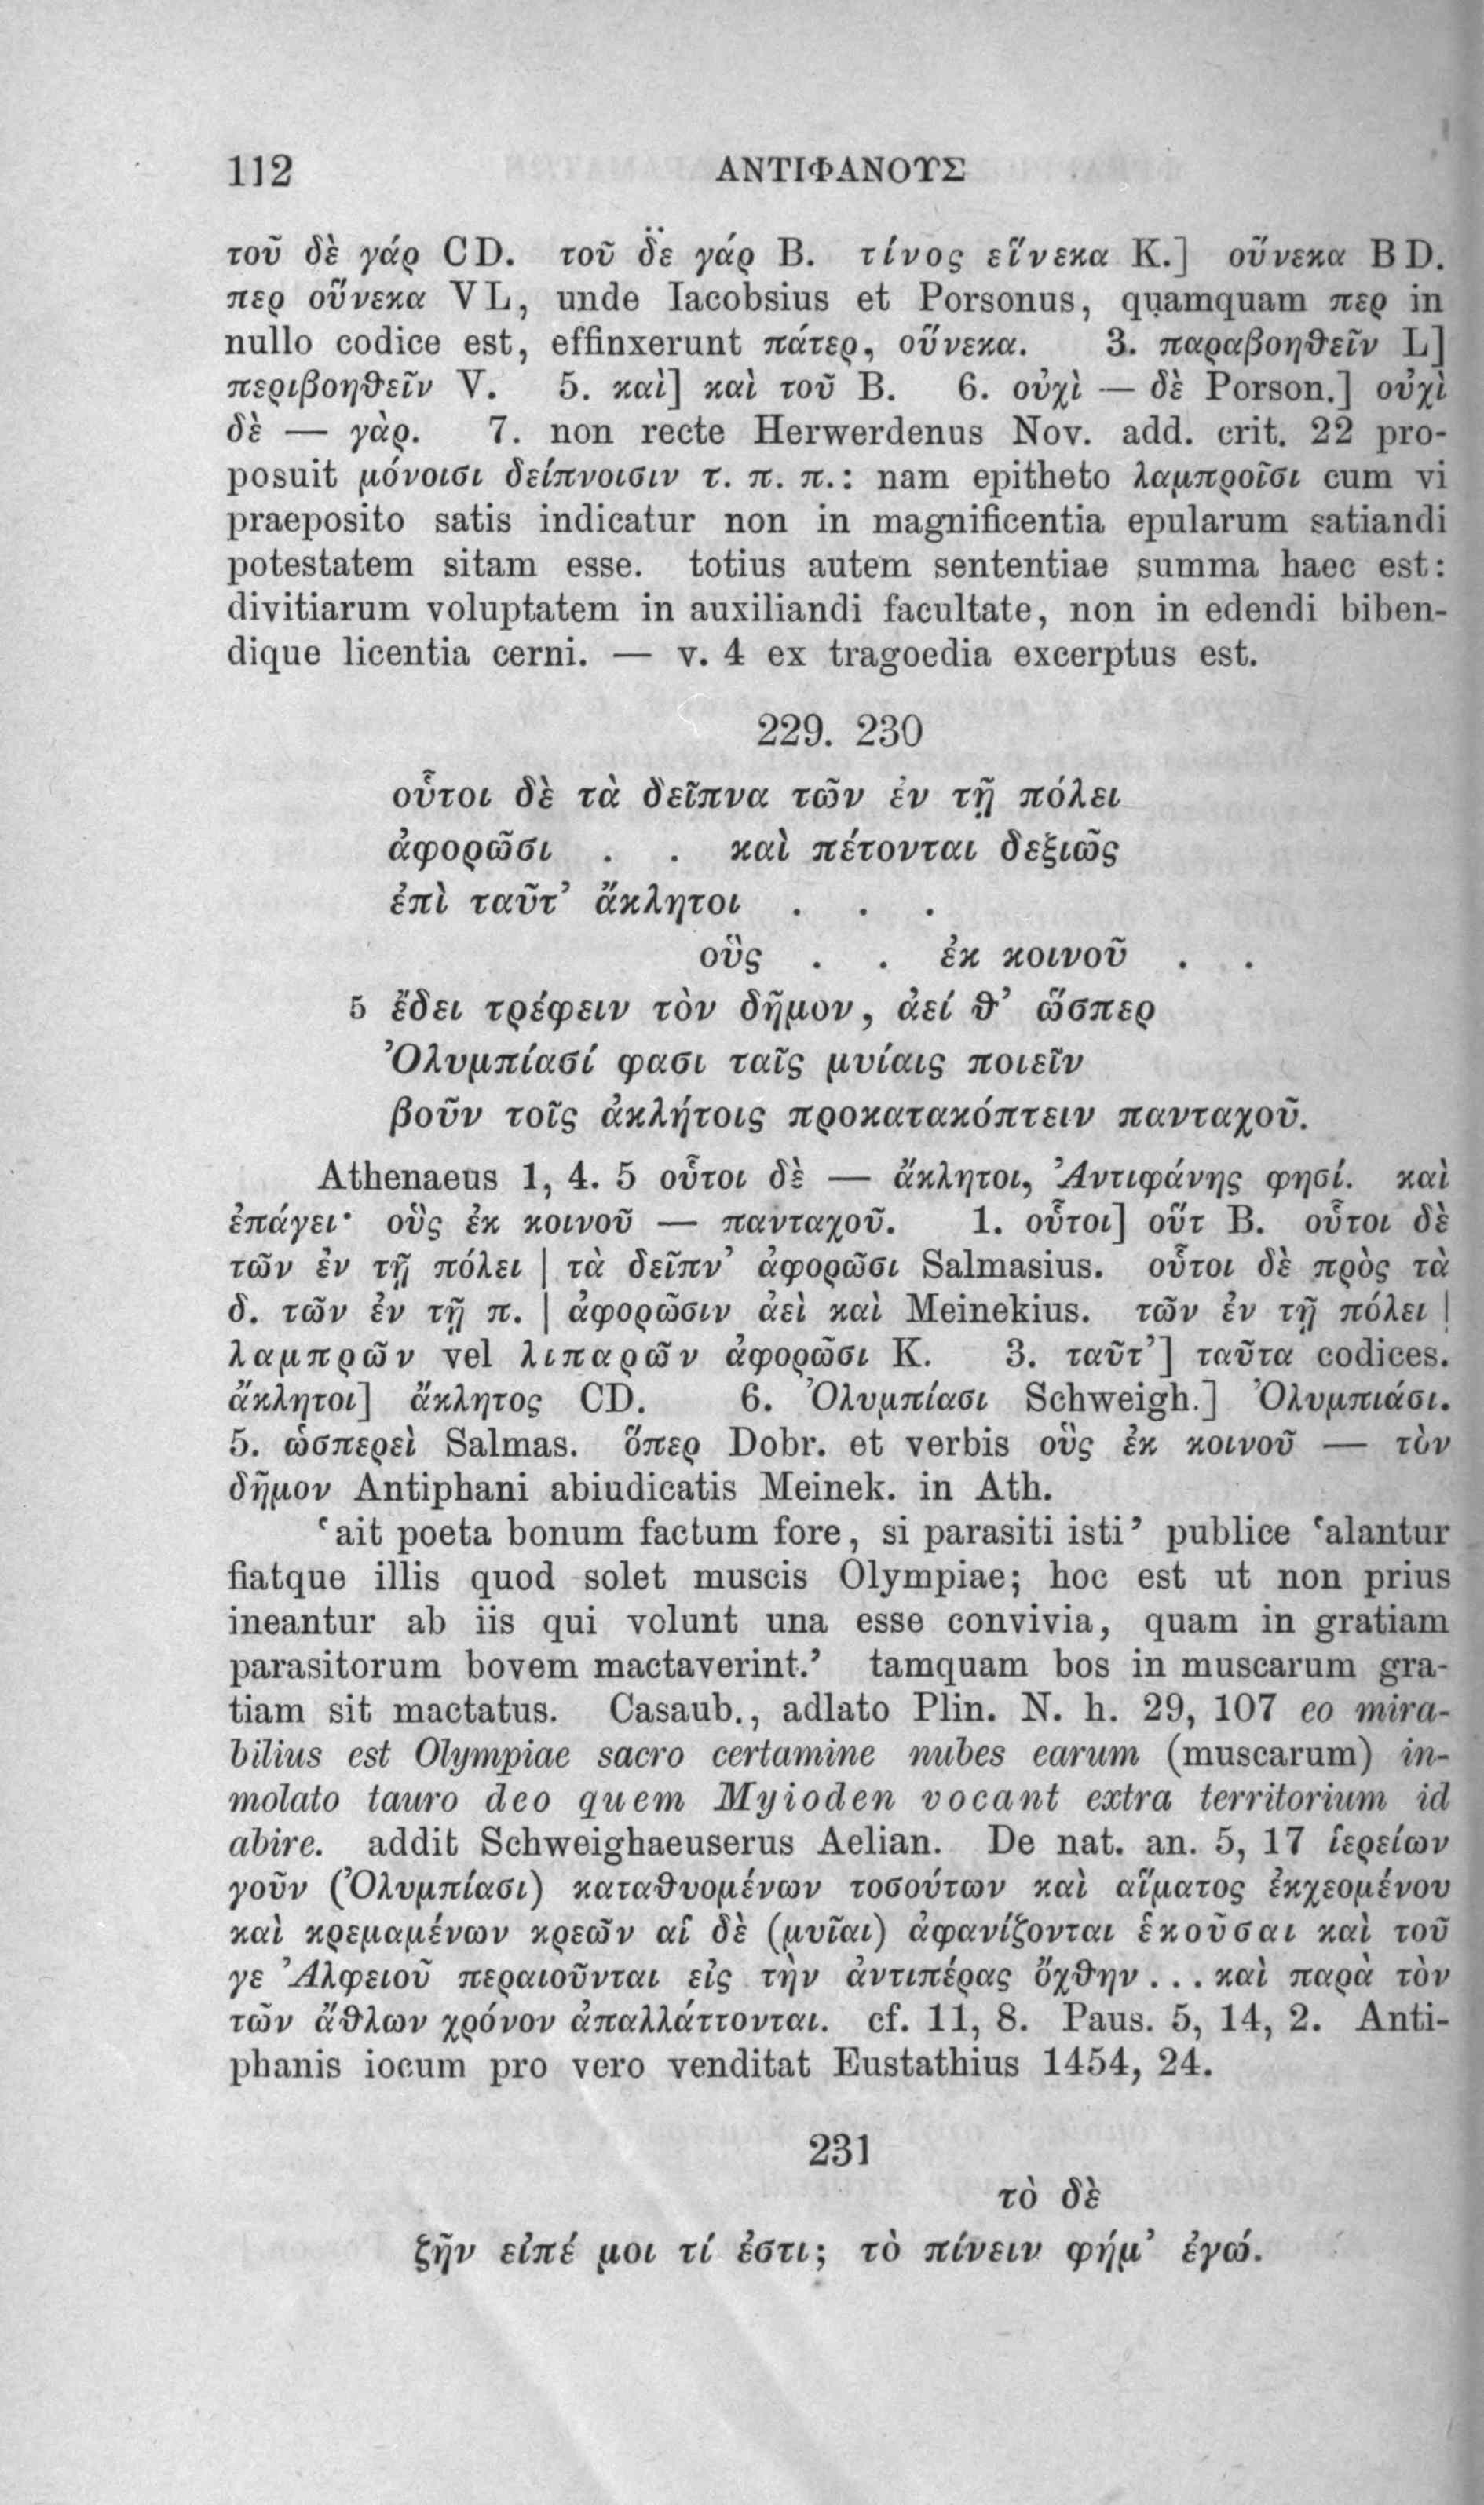 112 ΑΝΤΙΦΑΝΟΥΣ
τοῦ δὲ γάρ CD. τοῦ δ̈ε γάρ B. τίνος εἵνεκα K.] οὕνεκα BD.
περ οὕνεκα VL, unde Iacobsius et Porsonus, quamquam περ in
nullo codice est, effinxerunt πάτερ, οὕνεκα. 3. παραβοηθεῖν L]
περιβοηθεῖν V. 5. καὶ] καὶ τοῦ B. 6. οὐχὶ — δὲ Porson.] οὐχὶ
δὲ — γὰρ. 7. non recte Herwerdenus Nov. add. crit. 22 pro-
posuit μόνοισι δείπνοισιν τ. π. π.: nam epitheto λαμπροῖσι cum vi
praeposito satis indicatur non in magnificentia epularum satiandi
potestatem sitam esse. totius autem sententiae summa haec est:
divitiarum voluptatem in auxiliandi facultate, non in edendi biben-
dique licentia cerni. — v. 4 ex tragoedia excerptus est.
229. 230
οὗτοι δὲ τὰ δεῖπνα τῶν ἐν τῇ πόλει
ἀφορῶσι . . καὶ πέτονται δεξιῶς
ἐπὶ ταῦτ’ ἄκλητοι . . .
οὓς . . ἐκ κοινοῦ . .
5 ἔδει τρέφειν τὸν δῆμον, ἀεί θ’ ὥσπερ
Ὀλυμπίασί φασι ταῖς μυίαις ποιεῖν
βοῦν τοῖς ἀκλήτοις προκατακόπτειν πανταχοῦ.
Athenaeus 1, 4. 5 οὗτοι δὲ — ἄκλητοι, Ἀντιφάνης φησί. καὶ
ἐπάγει· οὓς ἐκ κοινοῦ — πανταχοῦ. 1. οὗτοι] οὕτ B. οὗτοι δὲ
τῶν ἐν τῇ πόλει | τὰ δεῖπν’ ἀφορῶσι Salmasius. οὗτοι δὲ πρὸς τὰ
δ. τῶν ἐν τῇ π. | ἀφορῶσιν ἀεὶ καὶ Meinekius. τῶν ἐν τῇ πόλει |
λαμπρῶν vel λιπαρῶν ἀφορῶσι K. 3. ταῦτ’] ταῦτα codices.
ἄκλητοι] ἄκλητος CD. 6. Ὀλυμπίασι Schweigh.] Ὀλυμπιάσι.
5. ὡσπερεὶ Salmas. ὅπερ Dobr. et verbis οὓς ἐκ κοινοῦ — τὸν
δῆμον Antiphani abiudicatis Meinek. in Ath.
‘ait poeta bonum factum fore, si parasiti isti’ publice ‘alantur
fiatque illis quod solet muscis Olympiae; hoc est ut non prius
ineantur ab iis qui volunt una esse convivia, quam in gratiam
parasitorum bovem mactaverint.’ tamquam bos in muscarum gra-
tiam sit mactatus. Casaub., adlato Plin. N. h. 29, 107 eo mira-
bilius est Olympiae sacro certamine nubes earum (muscarum) in-
molato tauro deo quem Myioden vocant extra territorium id
abire. addit Schweighaeuserus Aelian. De nat. an. 5, 17 ἱερείων
γοῦν (Ὀλυμπίασι) καταθυομένων τοσούτων καὶ αἵματος ἐκχεομένου
καὶ κρεμαμένων κρεῶν αἱ δὲ (μυῖαι) ἀφανίζονται ἑκοῦσαι καὶ τοῦ
γε Ἀλφειοῦ περαιοῦνται εἰς τὴν ἀντιπέρας ὄχθην . . . καὶ παρὰ τὸν
τῶν ἄθλων χρόνον ἀπαλλάττονται. cf. 11, 8. Paus. 5, 14, 2. Anti-
phanis iocum pro vero venditat Eustathius 1454, 24.
231
τὸ δὲ
ζῆν εἰπέ μοι τί ἐστι; τὸ πίνειν φήμ’ ἐγώ.